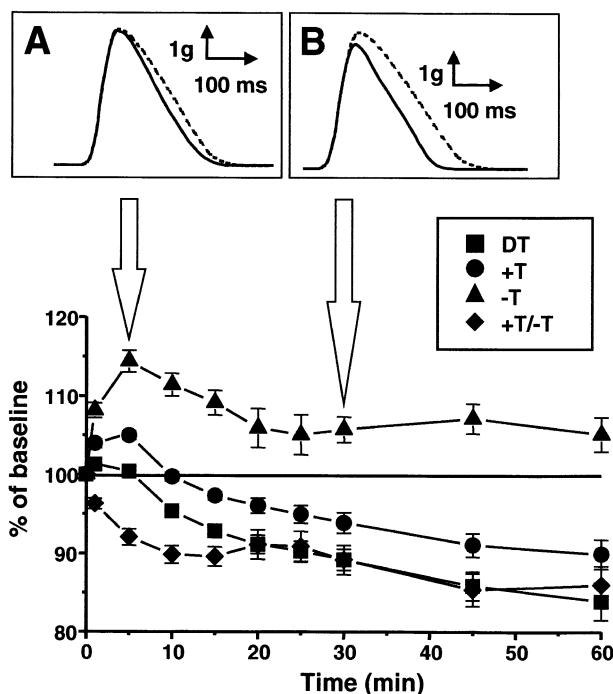 A
1g
100 ms
B
1g
100 ms
DT
+T
-T
+T/-T
120
110
100
90
80
% of baseline
0 10 20 30 40 50 60
Time (min)